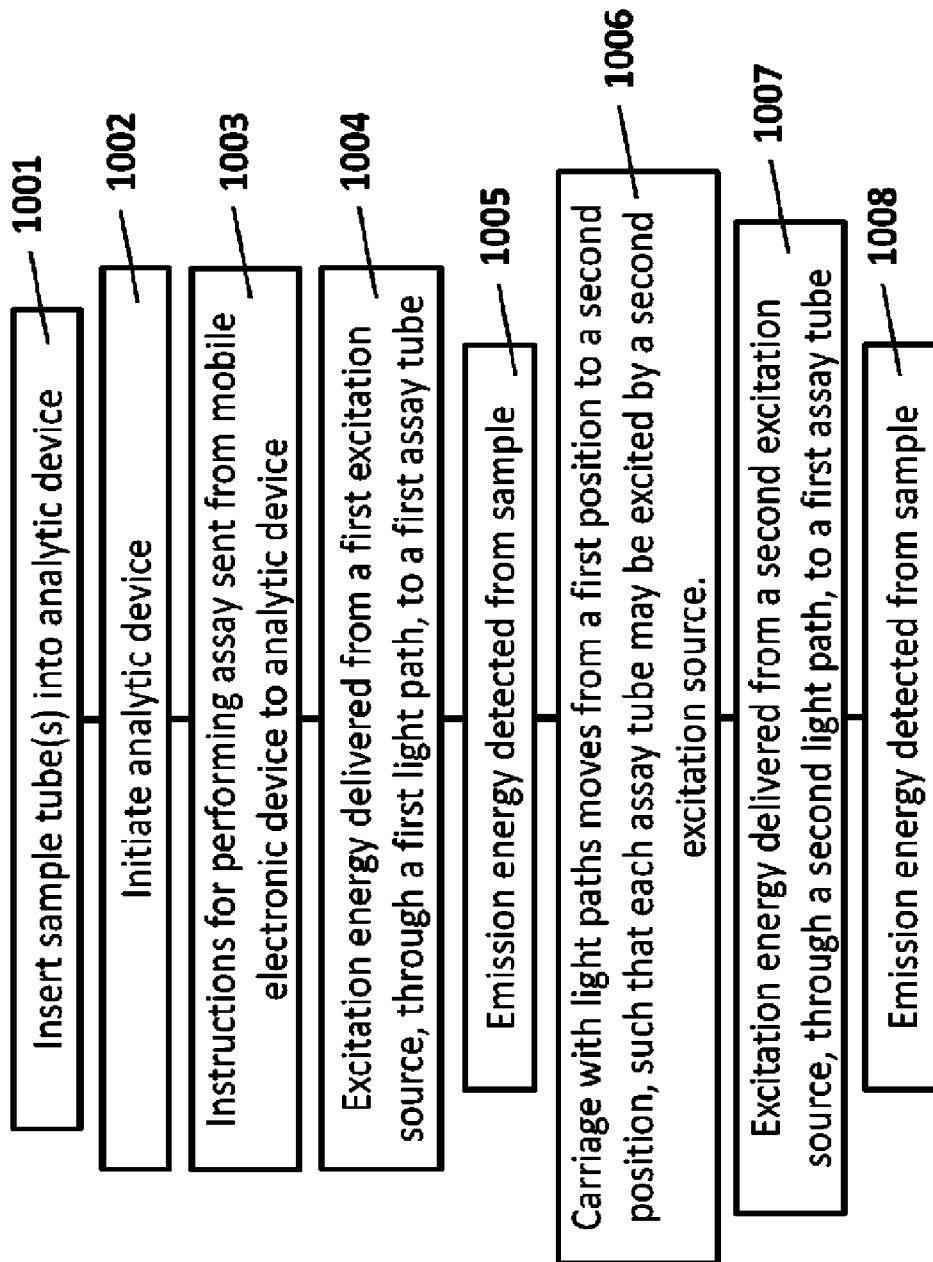 Insert sample tube(s) into analytic device
1001
Initiate analytic device
1002
Instructions for performing assay sent from mobile
electronic device to analytic device
1003
Excitation energy delivered from a first excitation
source, through a first light path, to a first assay tube
1004
Emission energy detected from sample
1005
Carriage with light paths moves from a first position to a second
position, such that each assay tube may be excited by a second
excitation source.
1006
Excitation energy delivered from a second excitation
source, through a second light path, to a first assay tube
1007
Emission energy detected from sample
1008